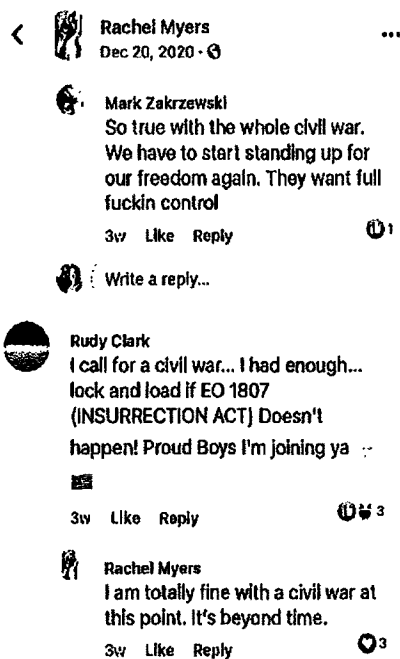 Rachel Myers
Dec 20, 2020 ·
Mark Zakrzewski
So true with the whole civil war.
We have to start standing up for
our freedom again. They want full
fuckin control
3w Like Reply
1
Write a reply...
Rudy Clark
I call for a civil war... I had enough...
lock and load if EO 1807
(INSURRECTION ACT) Doesn't
happen! Proud Boys I'm joining ya
3w Like Reply
3
Rachel Myers
I am totally fine with a civil war at
this point. It's beyond time.
3w Like Reply
3